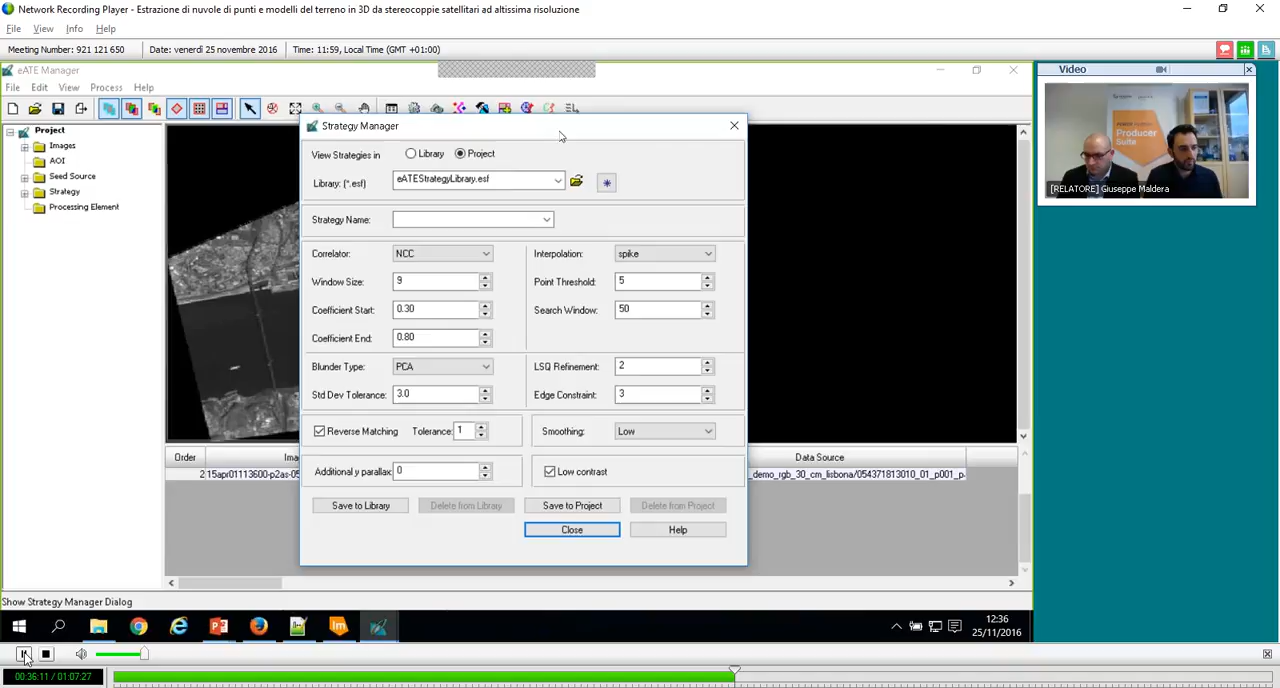 Network Recording Player - Estrazione di nuvole di punti e modelli del terreno in 3D da stereocoppie satellitari ad altissima risoluzione
File View Info Help
Meeting Number: 921 121 650 Date: venerdì 25 novembre 2016 Time: 11:59, Local Time (GMT +01:00)
eATE Manager
File Edit View Process Help
Project
Images
AOI
Seed Source
Strategy
Processing Element
Strategy Manager
View Strategies in Library Project
Library: (*.esf) eATEStrategyLibrary.esf
Strategy Name:
Correlator: NCC Interpolation: spike
Window Size: 9 Point Threshold: 5
Coefficient Start: 0.30 Search Window: 50
Coefficient End: 0.80
Blunder Type: PCA LSQ Refinement: 2
Std Dev Tolerance: 3.0 Edge Constraint: 3
Reverse Matching Tolerance: 1 Smoothing: Low
Additional y parallax: 0 Low contrast
Save to Library Delete from Library Save to Project Delete from Project
Close Help
Order Ima Data Source
2 15apr01113600-p2as-05 _demo_rgb_30_cm_lisbona/054371813010_01_p001_p-
Show Strategy Manager Dialog
12:36
25/11/2016
00:36:11 / 01:07:27
Video
Producer
Suite
[RELATORE] Giuseppe Maldera